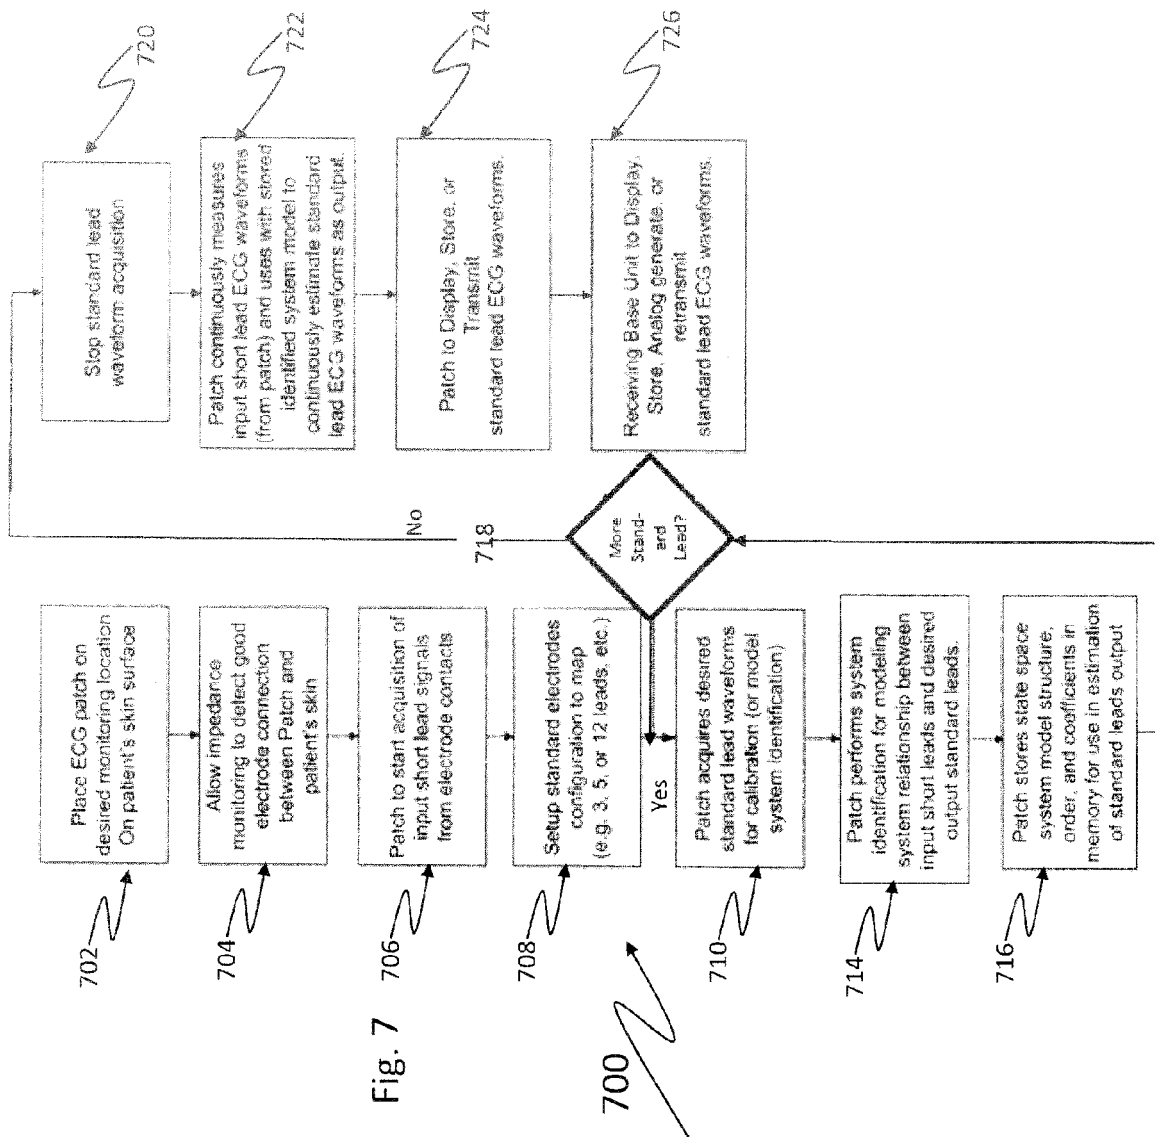 Fig. 7
700
702
Place ECG patch on
desired monitoring location
On patient's skin surface
704
Allow impedance
monitoring to detect good
electrode connection
between Patch and
patient's skin
706
Patch to start acquisition of
input short lead signals
from electrode contacts
708
Setup standard electrodes
configuration to map
(e.g. 3, 5, or 12 leads, etc.)
Yes
710
Patch acquires desired
standard lead waveforms
for calibration (or model
system identification)
714
Patch performs system
identification for modeling
system relationship between
input short leads and desired
output standard leads.
716
Patch stores state space
system model structure,
order, and coefficients in
memory for use in estimation
of standard leads output
718
No
More
Stand-
ard
Lead?
720
Stop standard lead
waveform acquisition
722
Patch continuously measures
input short lead ECG waveforms
(from patch) and uses with stored
identified system model to
continuously estimate standard
lead ECG waveforms as output.
724
Patch to Display, Store, or
Transmit
standard lead ECG waveforms.
726
Receiving Base Unit to Display,
Store, Analog generate, or
retransmit
standard lead ECG waveforms.